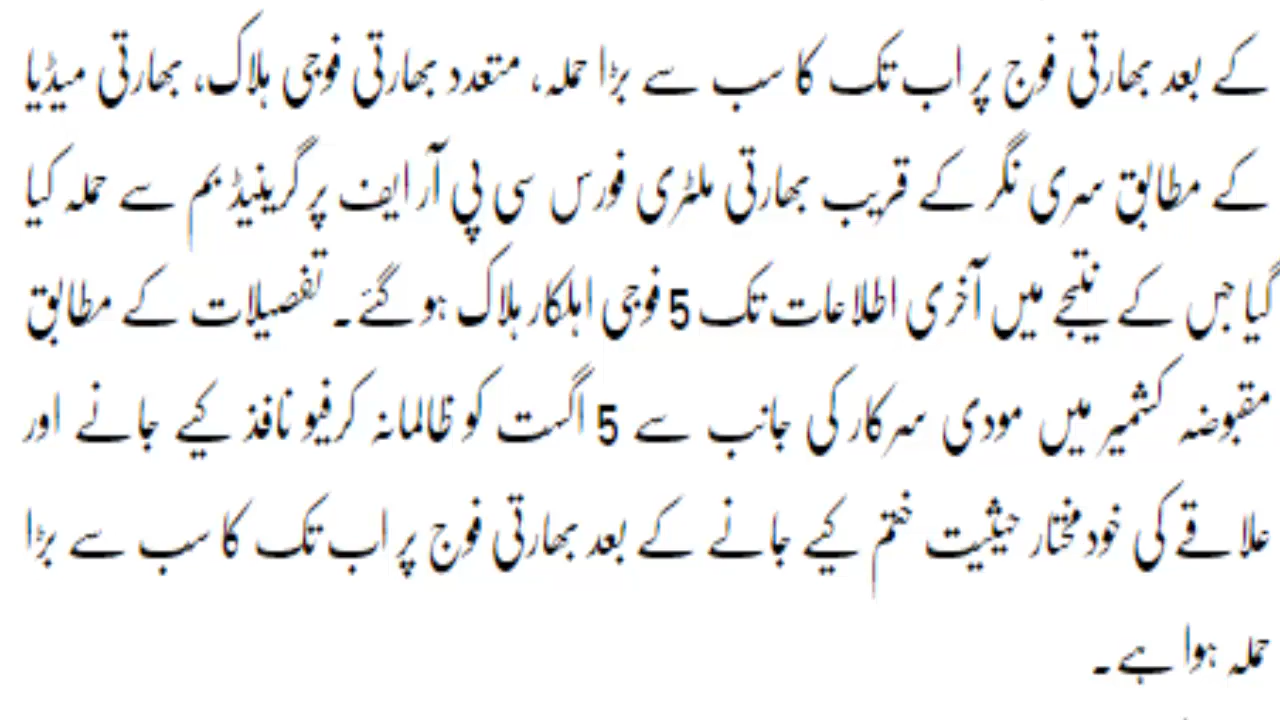 کے بعد بھارتی فوج پر اب تک کا سب سے بڑا حملہ، متعدد بھارتی فوجی ہلاک، بھارتی میڈیا
کے مطابق سری نگر کے قریب بھارتی ملٹری فورس سی پی آر ایف پر گرینیڈ بم سے حملہ کیا
گیا جس کے نتیجے میں آخری اطلاعات تک 5 فوجی اہلکار ہلاک ہو گئے۔ تفصیلات کے مطابق
مقبوضہ کشمیر میں مودی سرکار کی جانب سے 5 اگست کو ظالمانہ کرفیو نافذ کیے جانے اور
علاقے کی خود مختار حیثیت ختم کیے جانے کے بعد بھارتی فوج پر اب تک کا سب سے بڑا
حملہ ہوا ہے۔